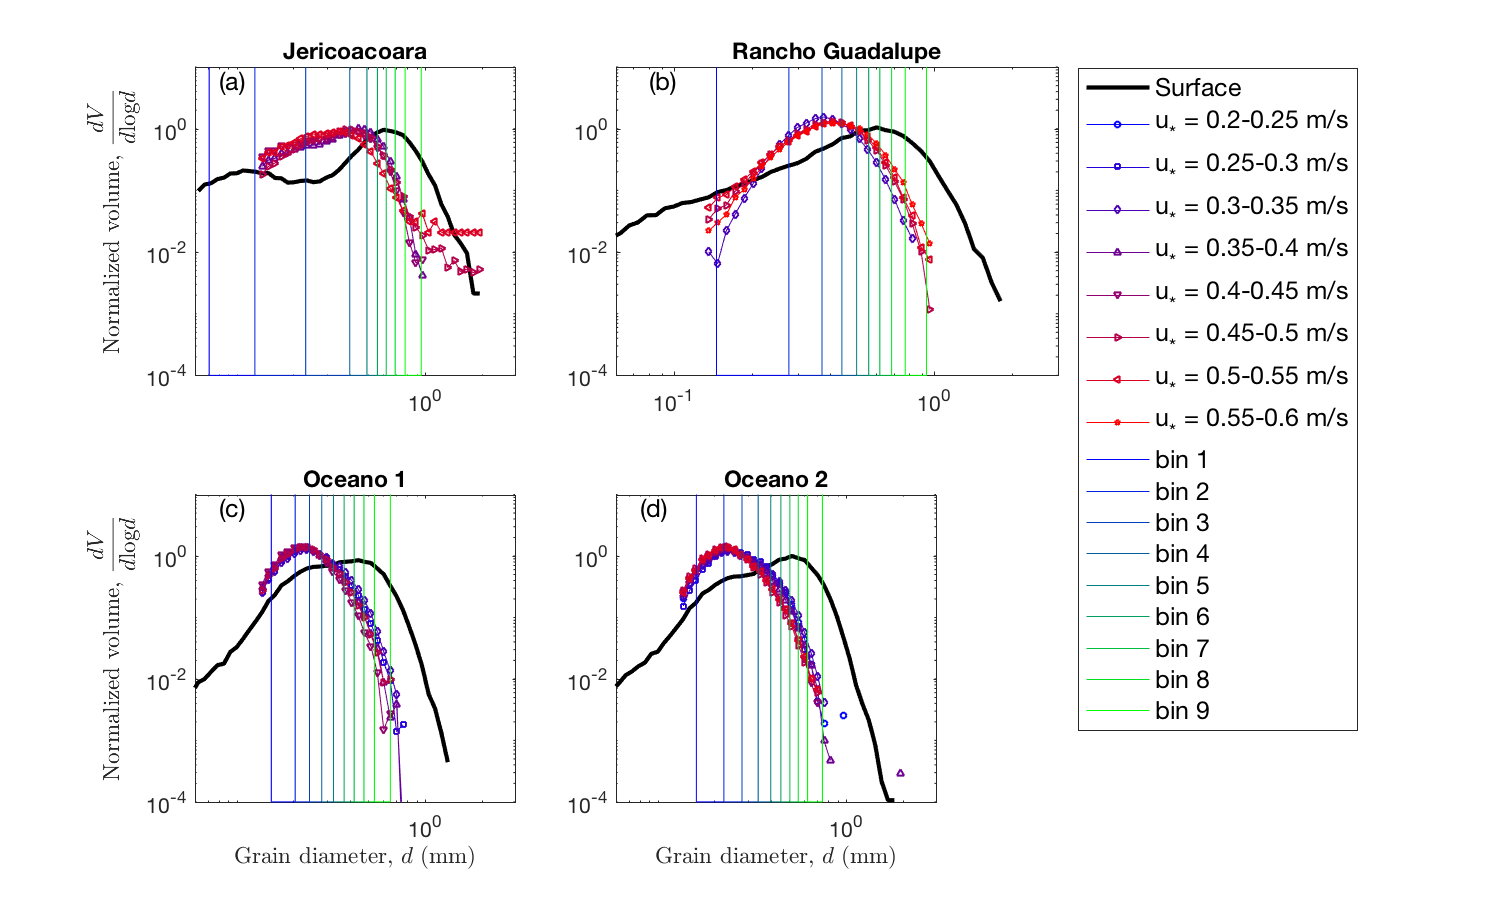 Jericoacoara
(a)
Normalized volume, dV/dlogd
10^0
10^-2
10^-4
10^0
Rancho Guadalupe
(b)
10^0
10^-2
10^-4
10^-1
10^0
Surface
u* = 0.2-0.25 m/s
u* = 0.25-0.3 m/s
u* = 0.3-0.35 m/s
u* = 0.35-0.4 m/s
u* = 0.4-0.45 m/s
u* = 0.45-0.5 m/s
u* = 0.5-0.55 m/s
u* = 0.55-0.6 m/s
bin 1
bin 2
bin 3
bin 4
bin 5
bin 6
bin 7
bin 8
bin 9
Oceano 1
(c)
Normalized volume, dV/dlogd
10^0
10^-2
10^-4
10^0
Grain diameter, d (mm)
Oceano 2
(d)
10^0
10^-2
10^-4
10^0
Grain diameter, d (mm)